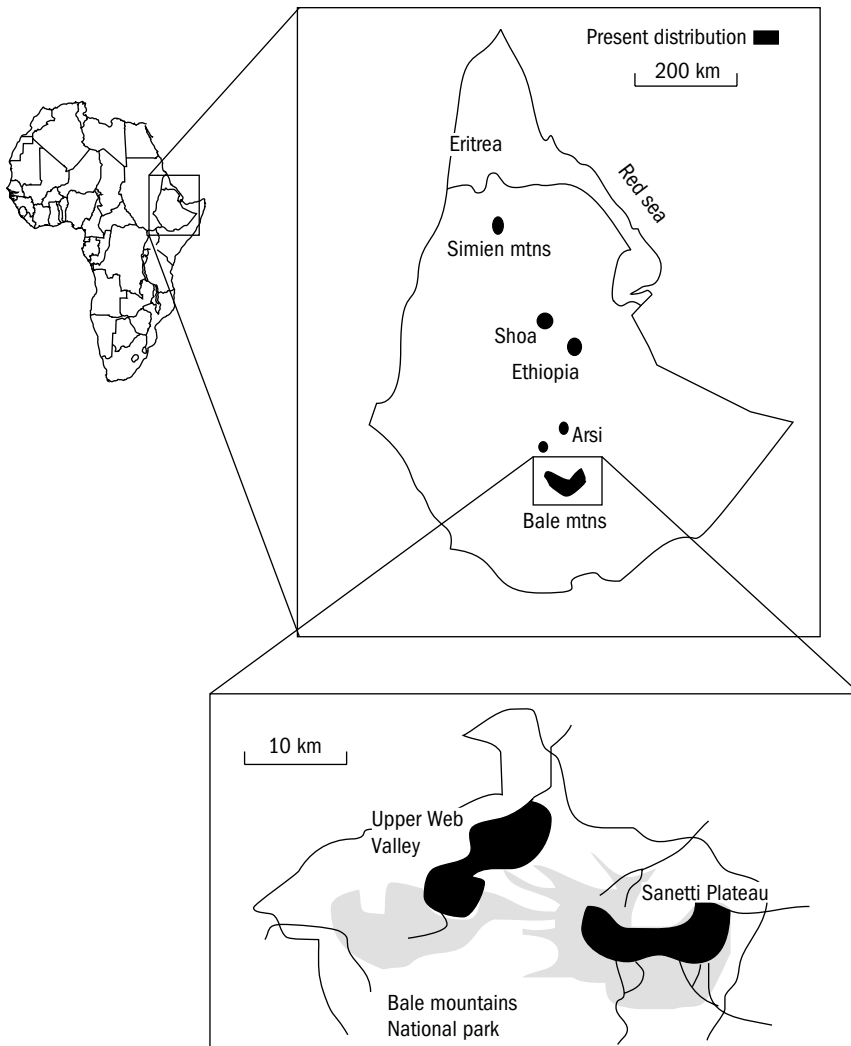 Present distribution
200 km
Eritrea
Red sea
Simien mtns
Shoa
Ethiopia
Arsi
Bale mtns
10 km
Upper Web
Valley
Sanetti Plateau
Bale mountains
National park